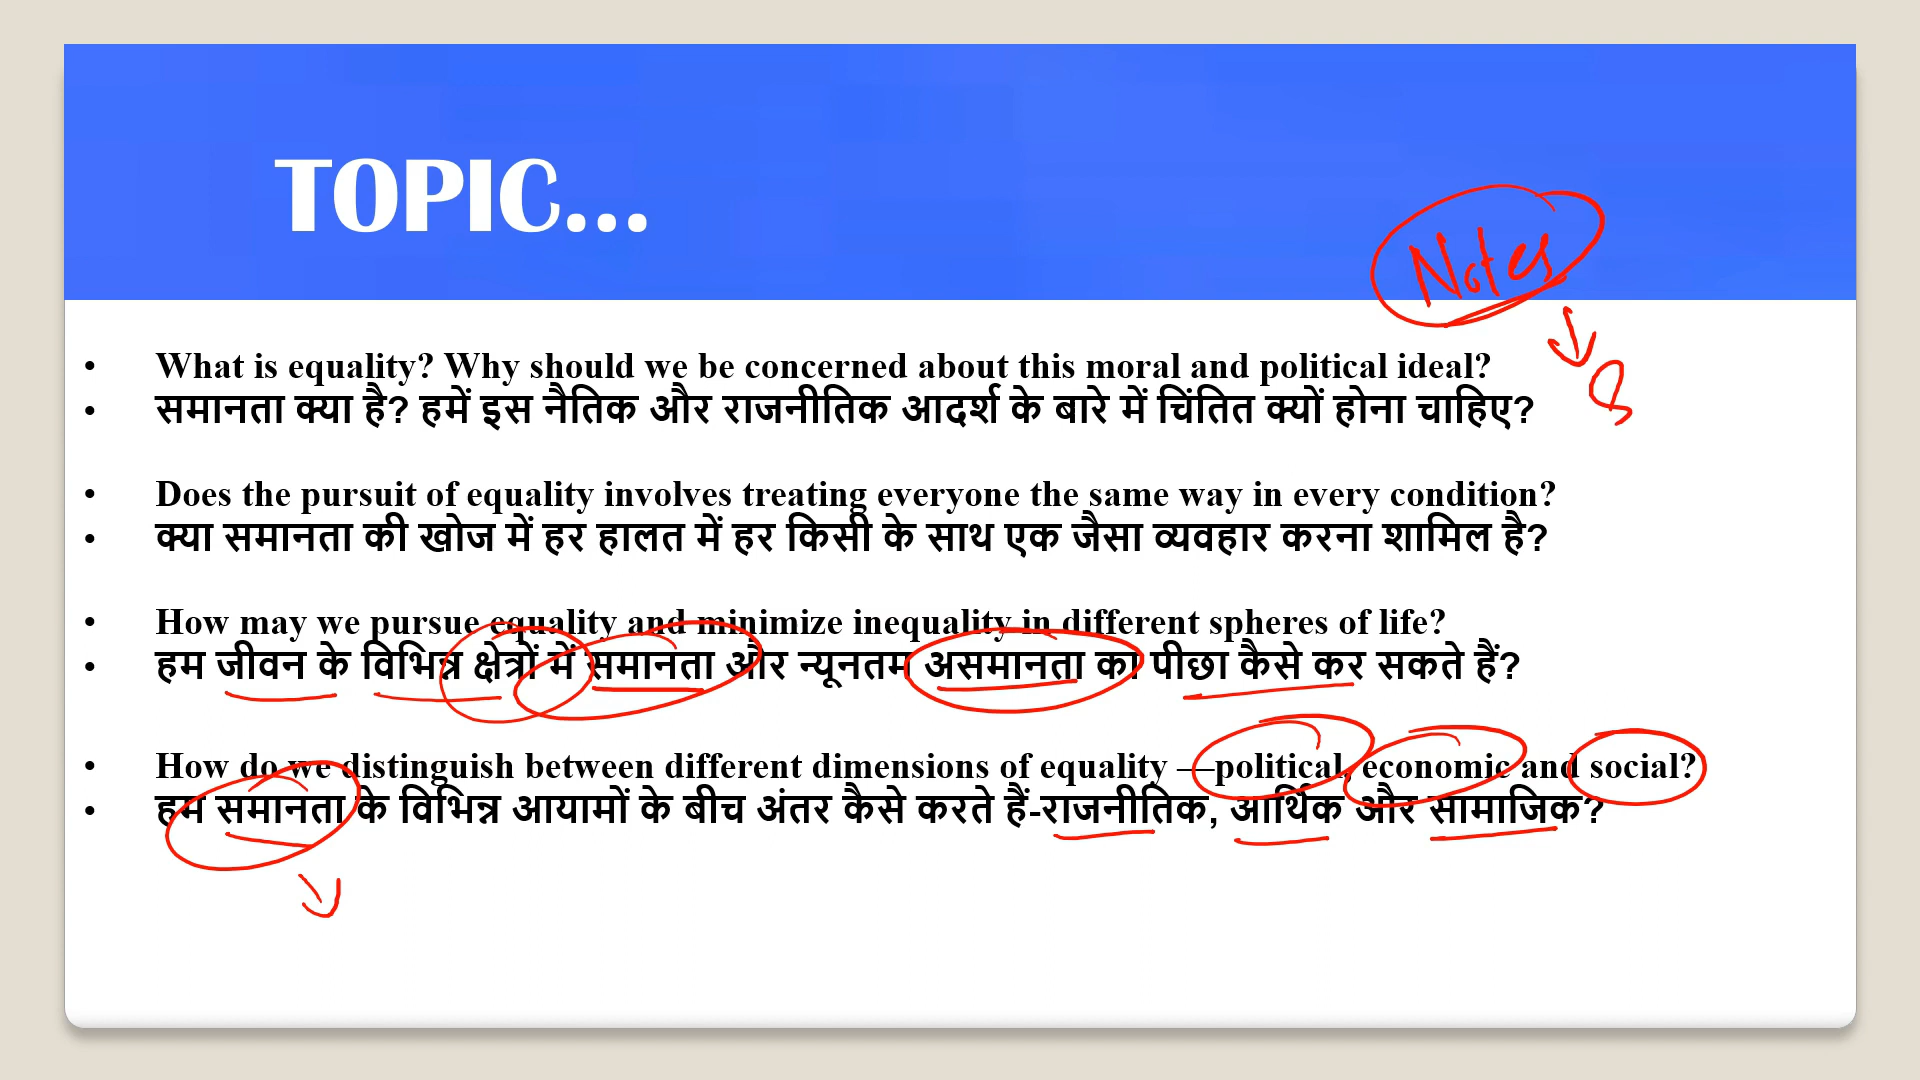 TOPIC...
Notes
• What is equality? Why should we be concerned about this moral and political ideal?
• समानता क्या है? हमें इस नैतिक और राजनीतिक आदर्श के बारे में चिंतित क्यों होना चाहिए?
• Does the pursuit of equality involves treating everyone the same way in every condition?
• क्या समानता की खोज में हर हालत में हर किसी के साथ एक जैसा व्यवहार करना शामिल है?
• How may we pursue equality and minimize inequality in different spheres of life?
• हम जीवन के विभिन्न क्षेत्रों में समानता और न्यूनतम असमानता का पीछा कैसे कर सकते हैं?
• How do we distinguish between different dimensions of equality —political, economic and social?
• हम समानता के विभिन्न आयामों के बीच अंतर कैसे करते हैं-राजनीतिक, आर्थिक और सामाजिक?